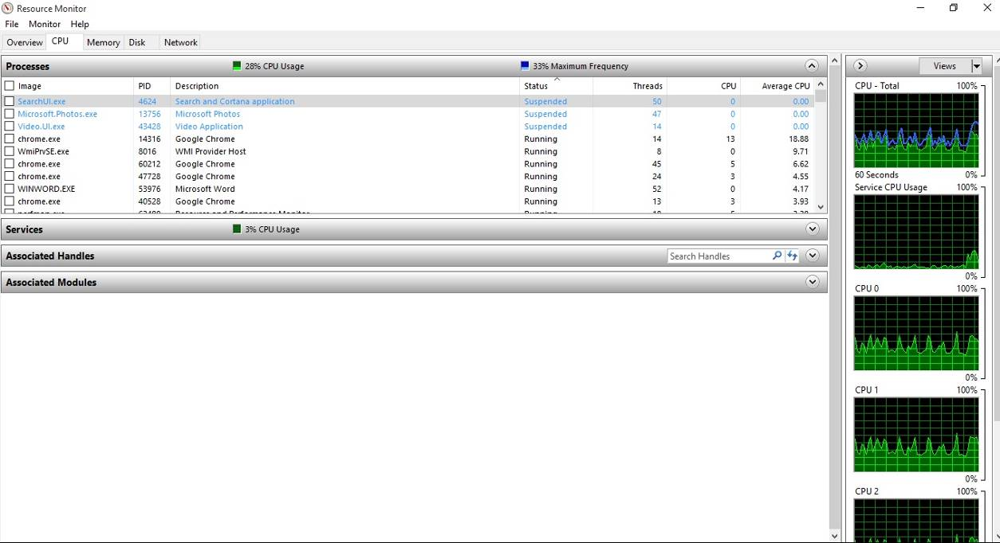 Resource Monitor
File Monitor Help
Overview CPU Memory Disk Network
Processes 28% CPU Usage 33% Maximum Frequency
Image PID Description Status Threads CPU Average CPU
SearchUI.exe 4624 Search and Cortana application Suspended 50 0 0.00
Microsoft.Photos.exe 13756 Microsoft Photos Suspended 47 0 0.00
Video.UI.exe 43428 Video Application Suspended 14 0 0.00
chrome.exe 14316 Google Chrome Running 14 13 18.88
WmiPrvSE.exe 8016 WMI Provider Host Running 8 0 9.71
chrome.exe 60212 Google Chrome Running 45 5 6.62
chrome.exe 47728 Google Chrome Running 24 3 4.55
WINWORD.EXE 53976 Microsoft Word Running 52 0 4.17
chrome.exe 40528 Google Chrome Running 13 3 3.93
Resource and Performance Monitor Running
Services 3% CPU Usage
Associated Handles Search Handles
Associated Modules
Views
CPU - Total 100%
60 Seconds 0%
Service CPU Usage 100%
0%
CPU 0 100%
0%
CPU 1 100%
0%
CPU 2 100%